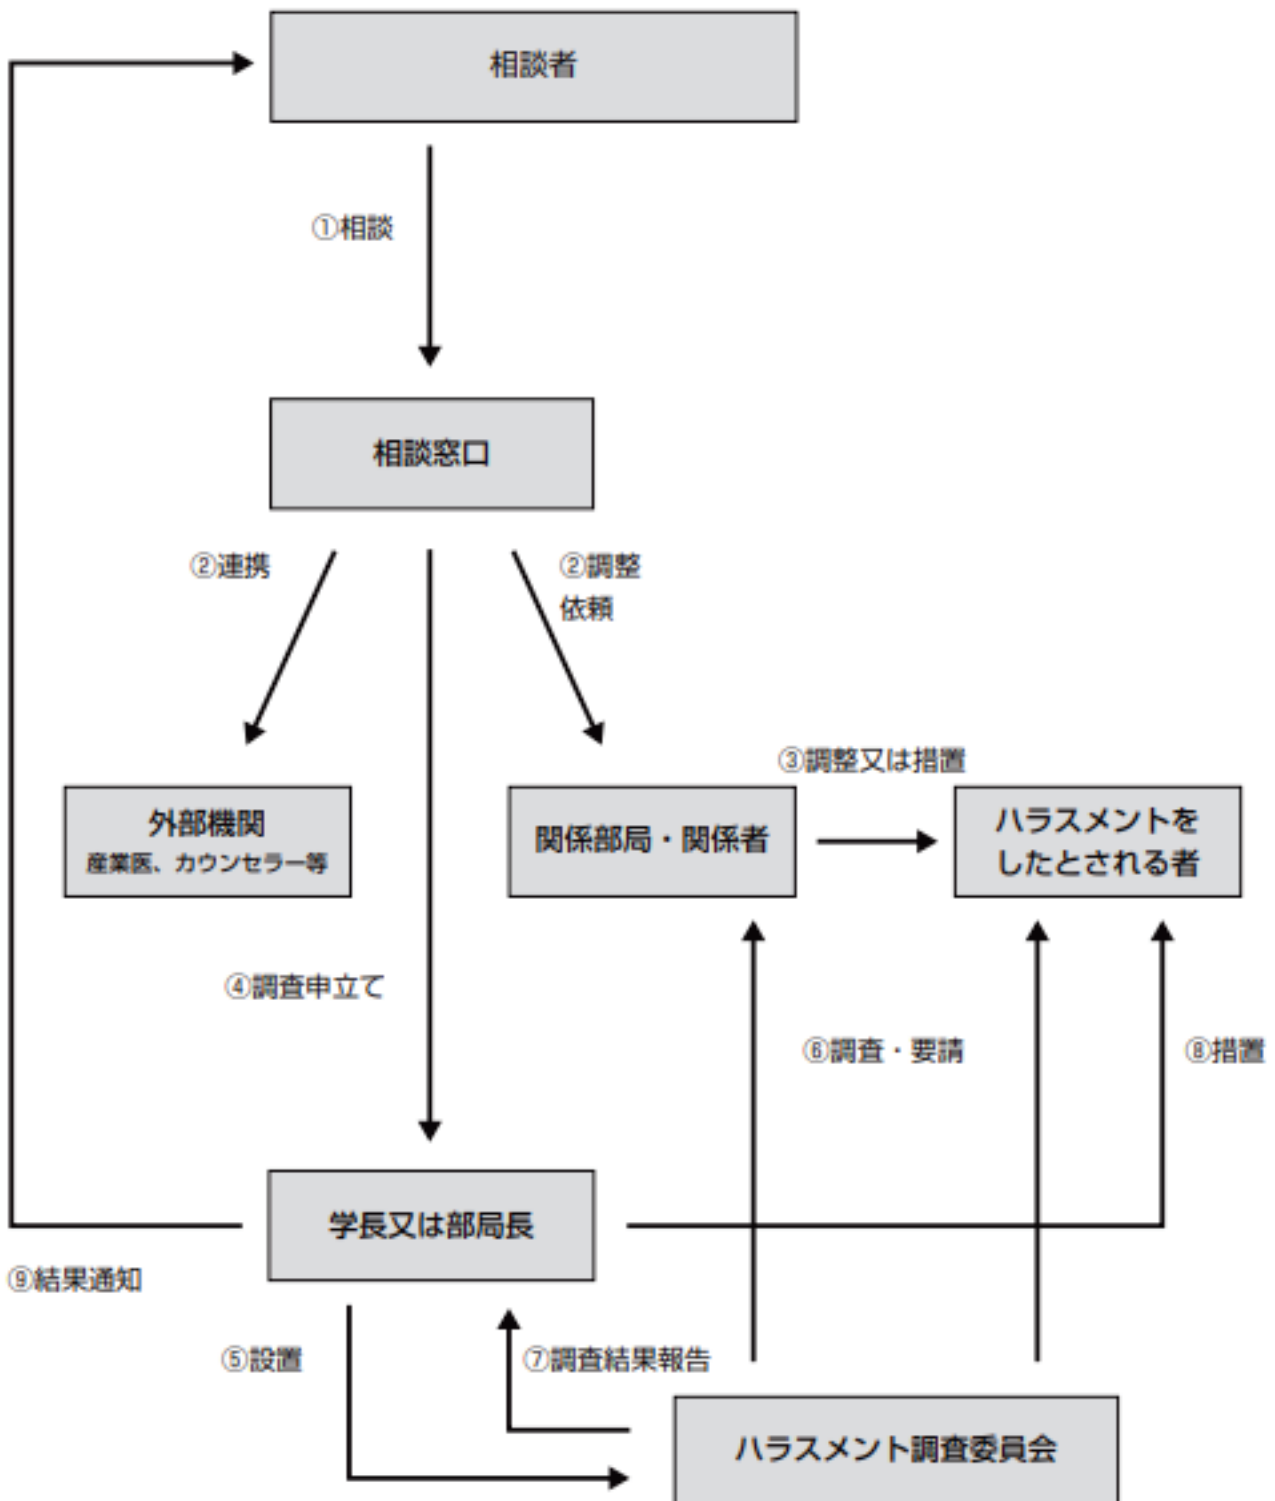 相談者
①相談
相談窓口
②連携
②調整
依頼
③調整又は措置
外部機関
産業医、カウンセラー等
関係部局・関係者
ハラスメントを
したとされる者
④調査申立て
⑥調査・要請
⑧措置
学長又は部局長
⑨結果通知
⑤設置
⑦調査結果報告
ハラスメント調査委員会